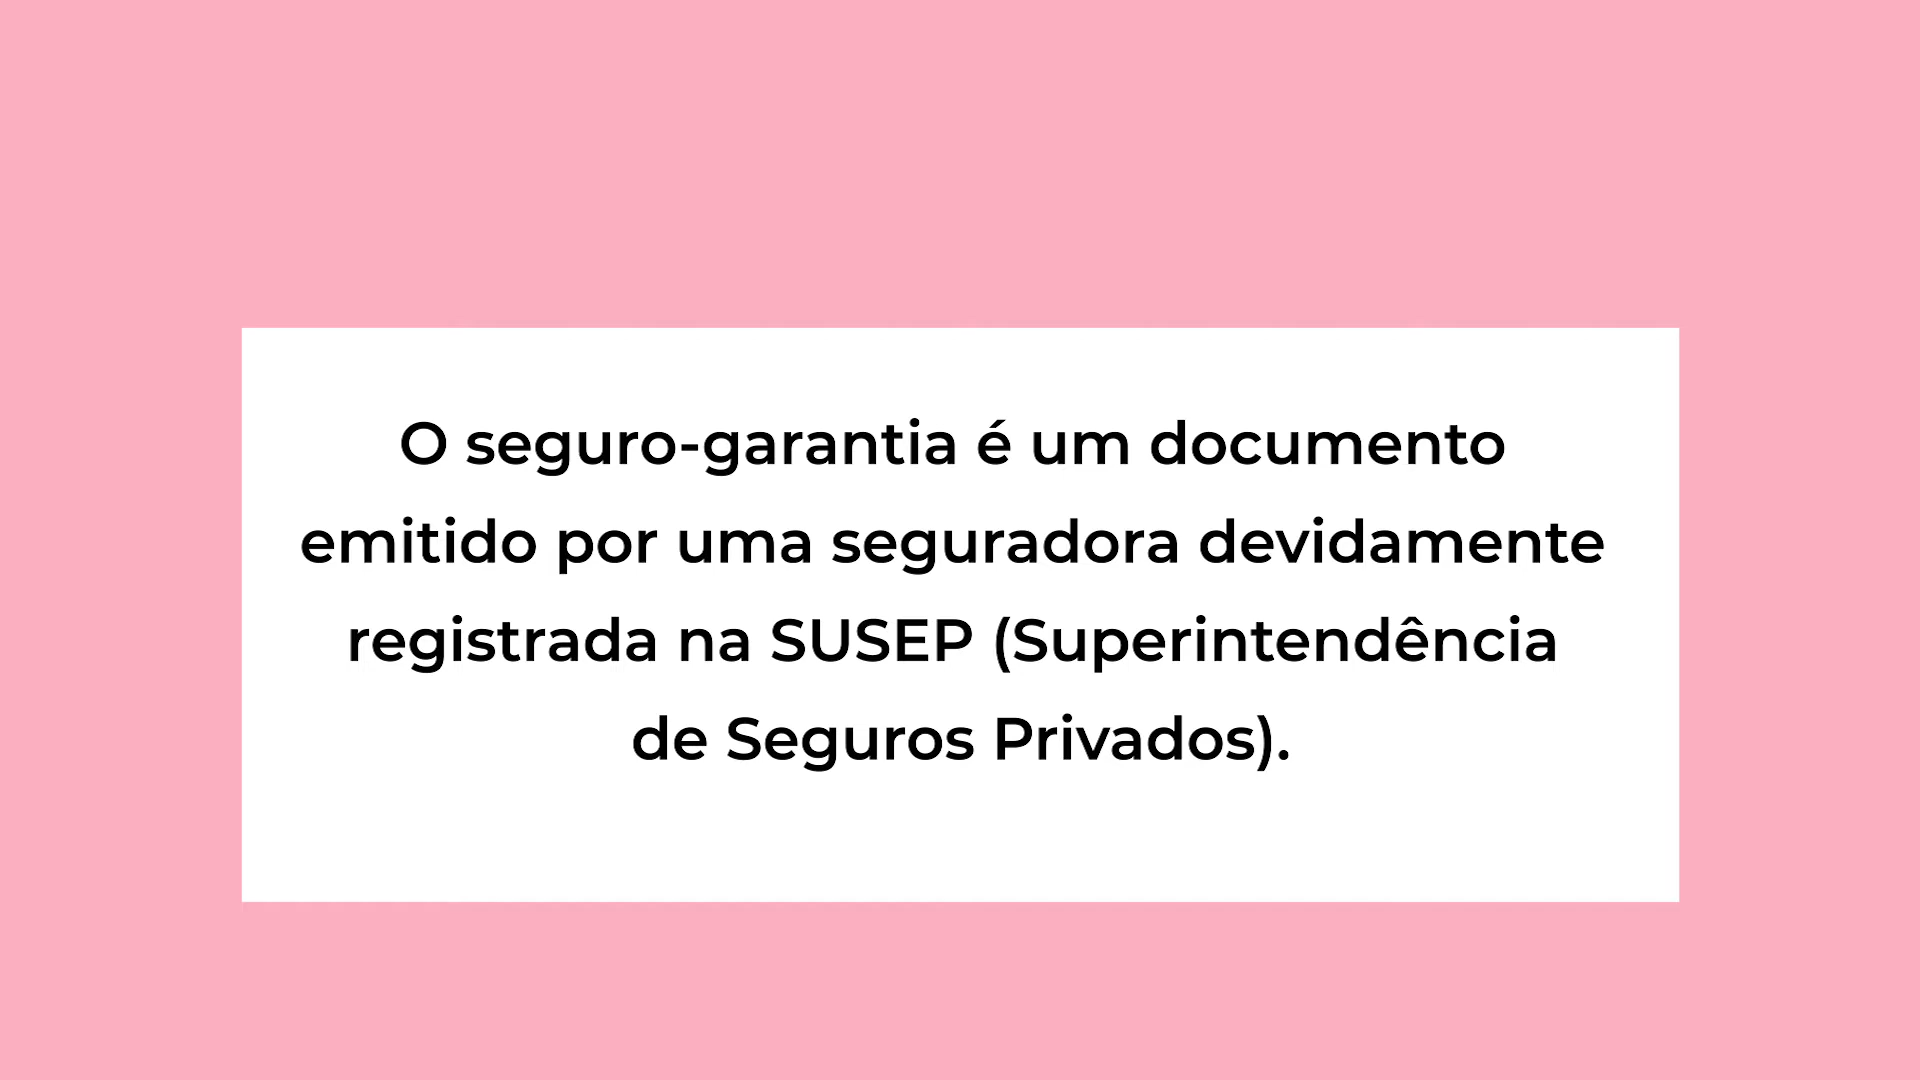 O seguro-garantia é um documento
emitido por uma seguradora devidamente
registrada na SUSEP (Superintendência
de Seguros Privados).